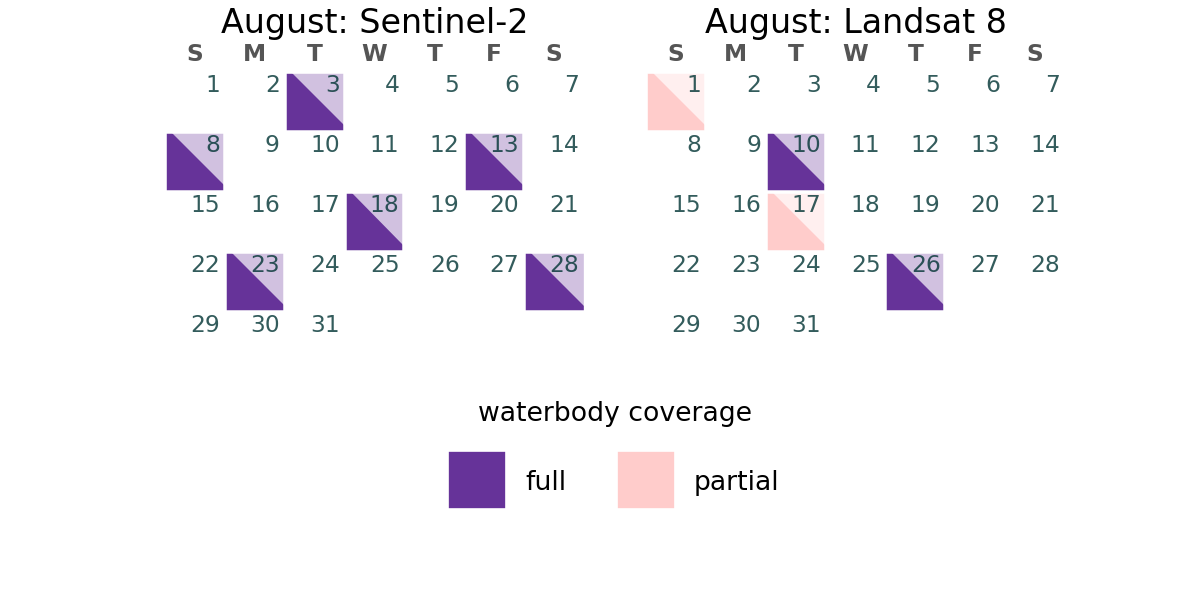 August: Sentinel-2
S M T W T F S
1 2 3 4 5 6 7
8 9 10 11 12 13 14
15 16 17 18 19 20 21
22 23 24 25 26 27 28
29 30 31
August: Landsat 8
S M T W T F S
1 2 3 4 5 6 7
8 9 10 11 12 13 14
15 16 17 18 19 20 21
22 23 24 25 26 27 28
29 30 31
waterbody coverage
full partial